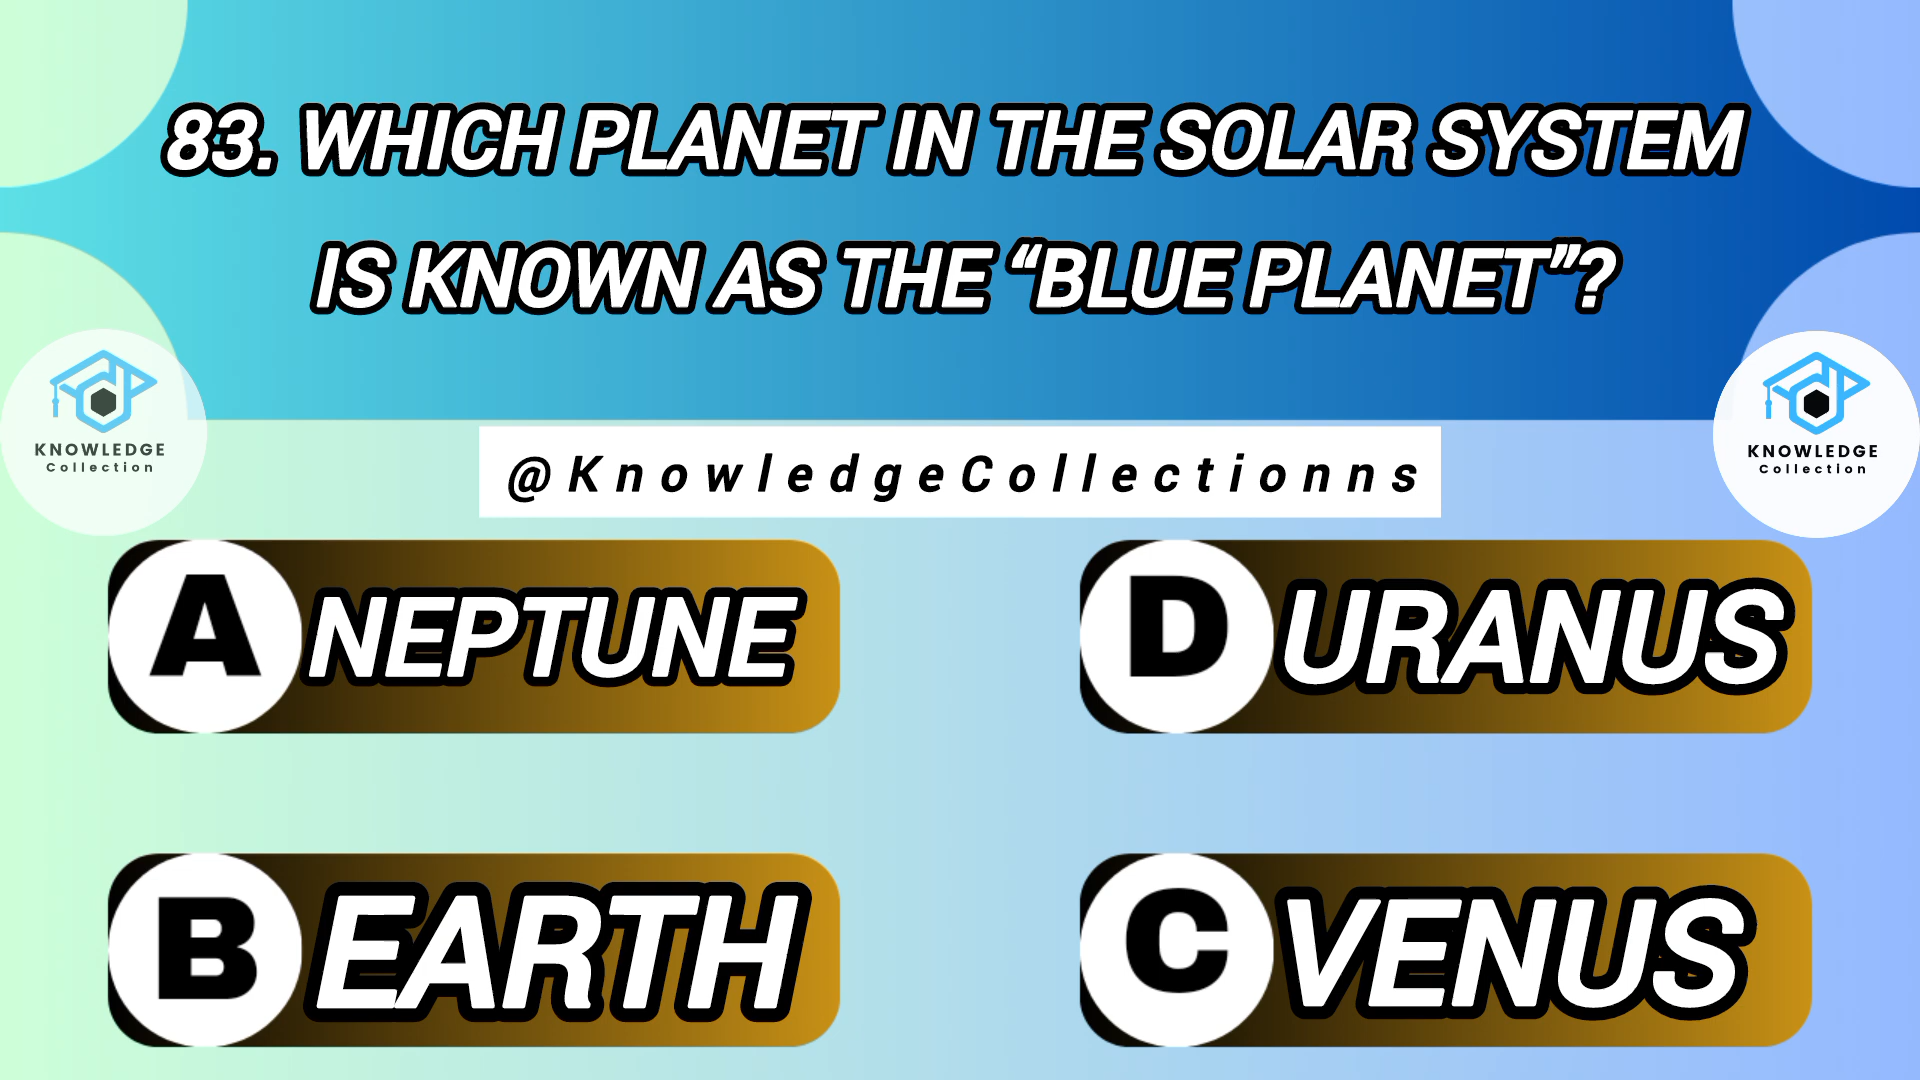 83. WHICH PLANET IN THE SOLAR SYSTEM
IS KNOWN AS THE “BLUE PLANET”?
KNOWLEDGE
Collection
KNOWLEDGE
Collection
@KnowledgeCollectionns
A NEPTUNE
D URANUS
B EARTH
C VENUS